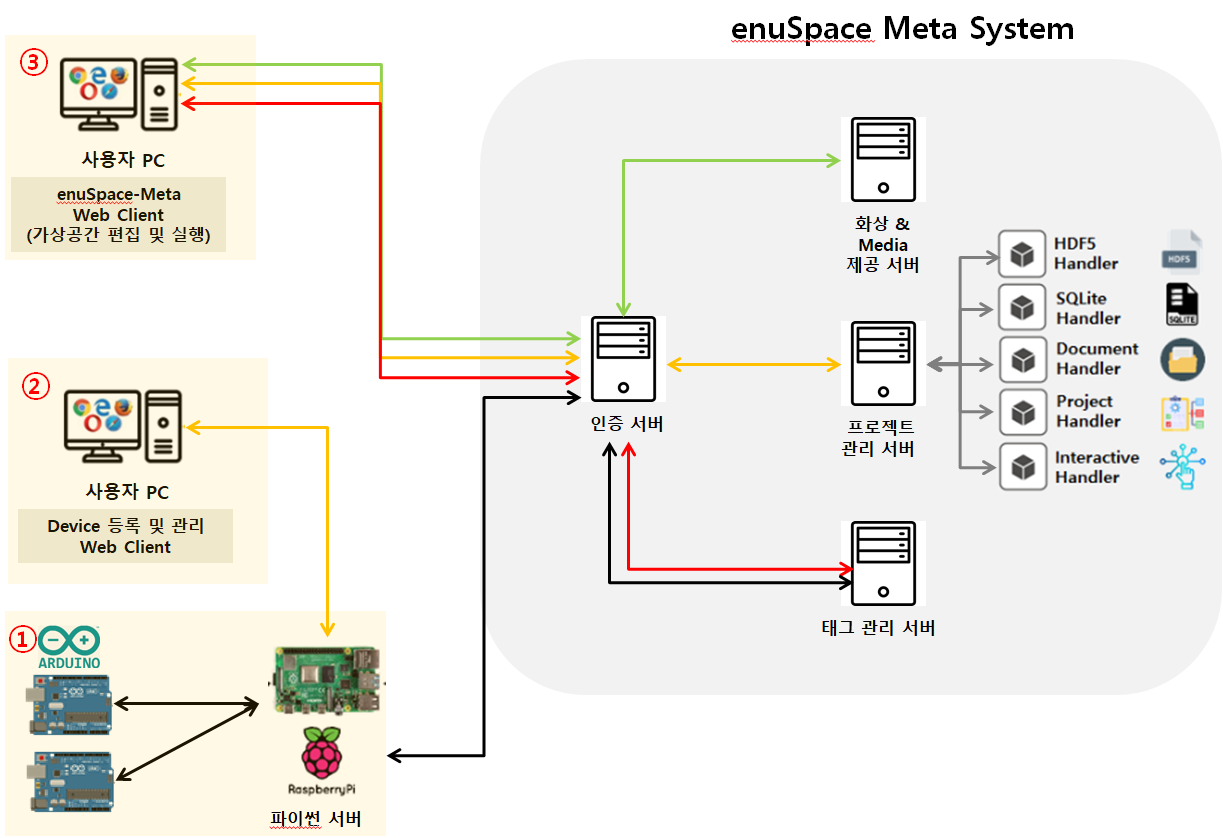 enuSpace Meta System
③
사용자 PC
enuSpace-Meta
Web Client
(가상공간 편집 및 실행)
②
사용자 PC
Device 등록 및 관리
Web Client
①
ARDUINO
RaspberryPi
파이썬 서버
인증 서버
화상 &
Media
제공 서버
프로젝트
관리 서버
태그 관리 서버
HDF5
Handler
HDF5
SQLite
Handler
SQLITE
Document
Handler
Project
Handler
Interactive
Handler